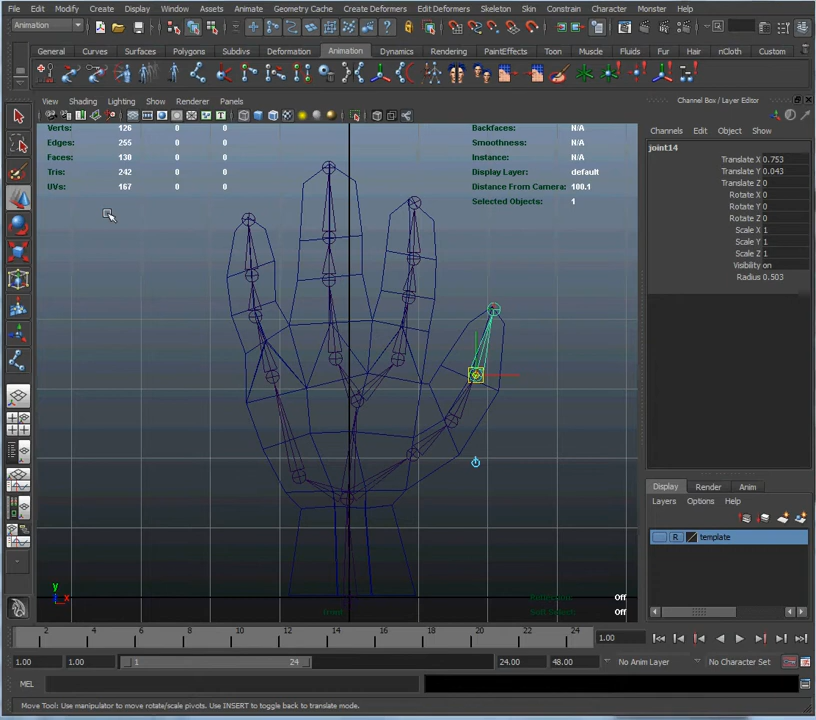 File Edit Modify Create Display Window Assets Animate Geometry Cache Create Deformers Edit Deformers Skeleton Skin Constrain Character Muscle Help
Animation
General Curves Surfaces Polygons Subdivs Deformation Animation Dynamics Rendering PaintEffects Toon Muscle Fluids Fur Hair nCloth Custom
View Shading Lighting Show Renderer Panels
Channel Box / Layer Editor
Channels Edit Object Show
Verts: 126 0 0
Edges: 255 0 0
Faces: 130 0 0
Tris: 242 0 0
UVs: 167 0 0
Backfaces: N/A
Smoothness: N/A
Instance: N/A
Display Layer: default
Distance From Camera: 100.1
Selected Objects: 1
joint14
Translate X 0.753
Translate Y 0.043
Translate Z 0
Rotate X 0
Rotate Y 0
Rotate Z 0
Scale X 1
Scale Y 1
Scale Z 1
Visibility on
Radius 0.503
Display Render Anim
Layers Options Help
R template
y
x
Off
Soft Select: Off
2 4 6 8 10 12 14 16 18 20 22 24 1.00
1.00 1.00 1 24 24.00 48.00 No Anim Layer No Character Set
MEL
Move Tool: Use manipulator to move rotate/scale pivots. Use INSERT to toggle back to translate mode.